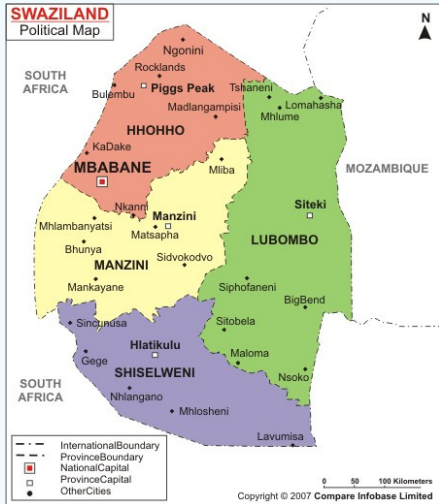 SWAZILAND
Political Map
N
Ngonini
SOUTH
AFRICA
Rocklands
Piggs Peak
Bulembu
Tshaneni
Lomahasha
Madlangampisi
Mhlume
HHOHHO
KaDake
MBABANE
Mliba
MOZAMBIQUE
Nkanni
Manzini
Siteki
Mhlambanyatsi
Matsapha
Bhunya
LUBOMBO
MANZINI
Sidvokodvo
Mankayane
Siphofaneni
BigBend
Sincunusa
Sitobela
Hlatikulu
Gege
Maloma
SHISELWENI
Nsoko
SOUTH
AFRICA
Nhlangano
Mhlosheni
Lavumisa
InternationalBoundary
ProvinceBoundary
NationalCapital
ProvinceCapital
OtherCities
0 50 100 Kilometers
Copyright © 2007 Compare Infobase Limited